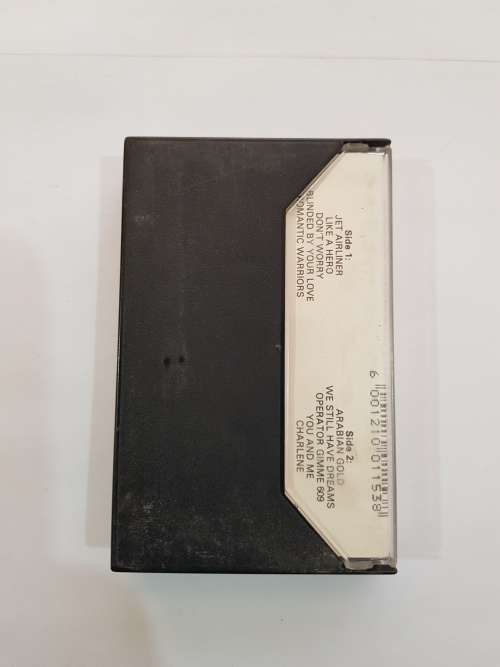 Side 1:
JET AIRLINER
LIKE A HERO
DON'T WORRY
BLINDED BY YOUR LOVE
ROMANTIC WARRIORS
Side 2:
ARABIAN GOLD
WE STILL HAVE DREAMS
OPERATOR GIMME 609
YOU AND ME
CHARLENE
6 001210 011538